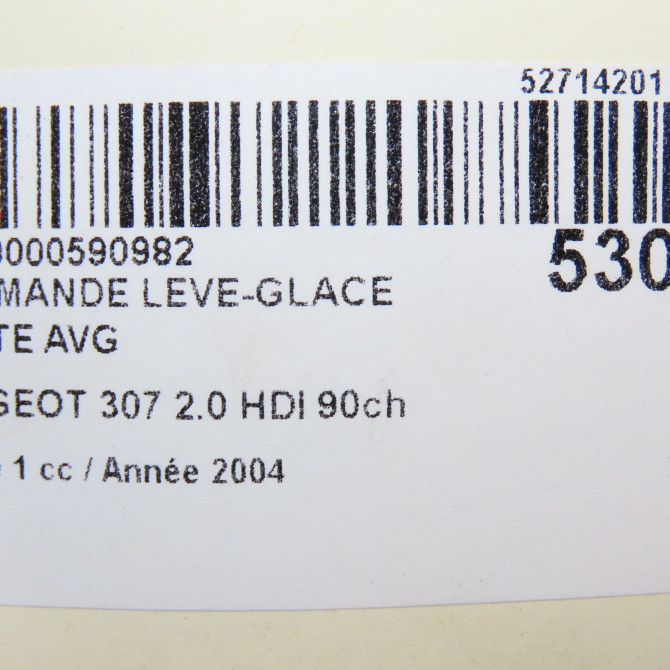 52714201
0000590982
530
MANDE LEVE-GLACE
TE AVG
GEOT 307 2.0 HDI 90ch
1 cc / Année 2004